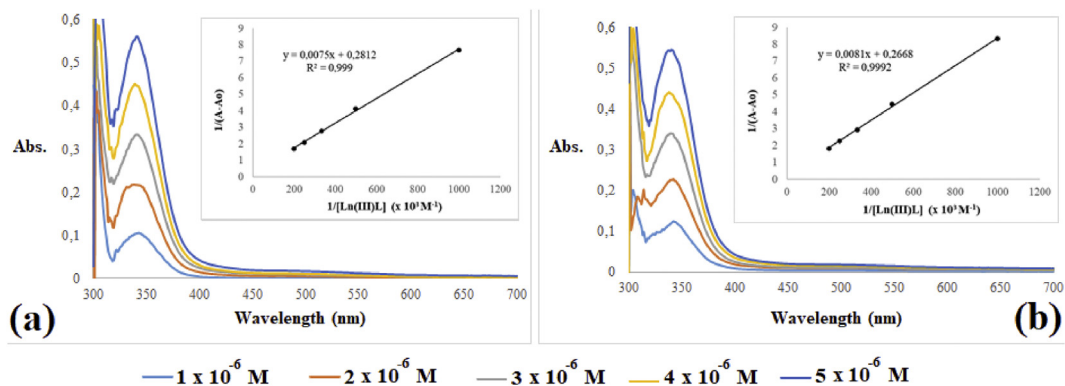 0,6
0,5
0,4
0,3
0,2
0,1
0
Abs.
300 350 400 450 500 550 600 650 700
Wavelength (nm)
(a)
9
8
7
6
5
4
3
2
1
0
1/(A-Ao)
y = 0,0075x + 0,2812
R² = 0,999
0 200 400 600 800 1000 1200
1/[Ln(III)L] (x 10³ M⁻¹)
0,6
0,5
0,4
0,3
0,2
0,1
0
Abs.
300 350 400 450 500 550 600 650 700
Wavelength (nm)
(b)
9
8
7
6
5
4
3
2
1
0
1/(A-Ao)
y = 0,0081x + 0,2668
R² = 0,9992
0 200 400 600 800 1000 1200
1/[Ln(III)L] (x 10³ M⁻¹)
1 x 10⁻⁶ M 2 x 10⁻⁶ M 3 x 10⁻⁶ M 4 x 10⁻⁶ M 5 x 10⁻⁶ M